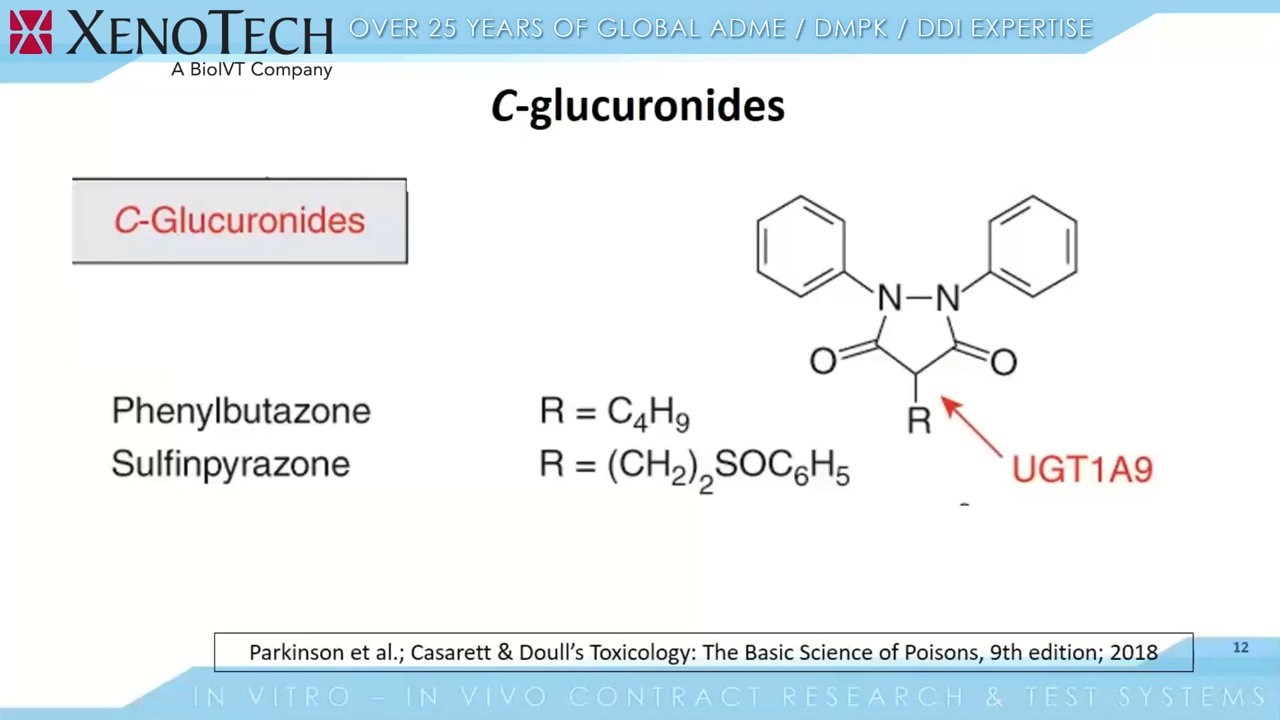 XENOTECH
A BioIVT Company
OVER 25 YEARS OF GLOBAL ADME / DMPK / DDI EXPERTISE
C-glucuronides
C-Glucuronides
N N
O O
R
Phenylbutazone R = C₄H₉
Sulfinpyrazone R = (CH₂)₂SOC₆H₅
UGT1A9
Parkinson et al.; Casarett & Doull's Toxicology: The Basic Science of Poisons, 9th edition; 2018
12
IN VITRO – IN VIVO CONTRACT RESEARCH & TEST SYSTEMS